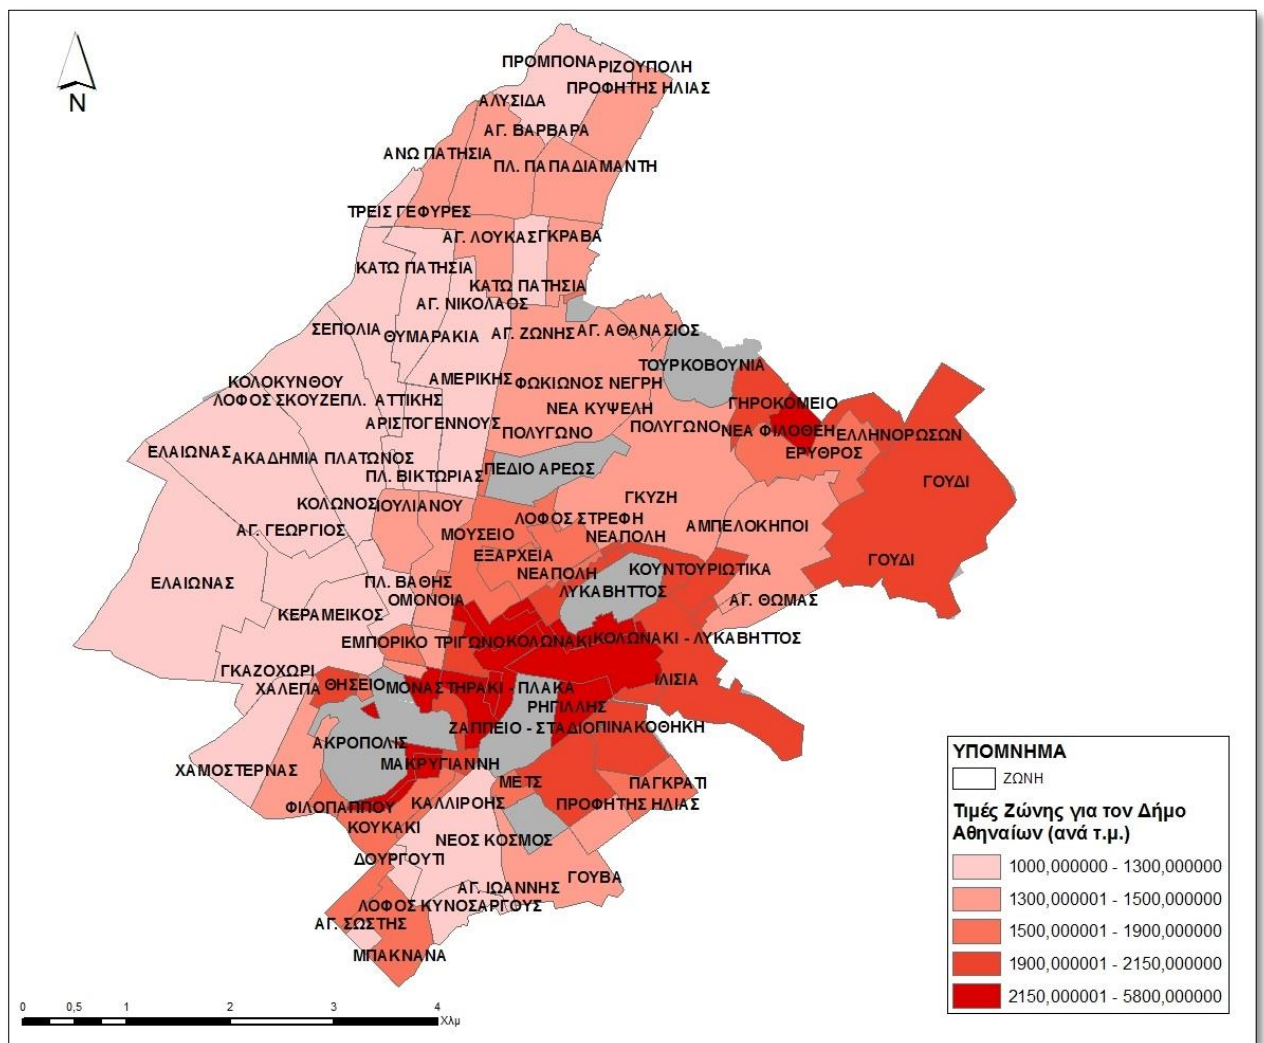 ΠΡΟΜΠΟΝΑ
ΡΙΖΟΥΠΟΛΗ
ΠΡΟΦΗΤΗΣ ΗΛΙΑΣ
ΑΛΥΣΙΔΑ
N
ΑΓ. ΒΑΡΒΑΡΑ
ΑΝΩ ΠΑΤΗΣΙΑ
ΠΛ. ΠΑΠΑΔΙΑΜΑΝΤΗ
ΤΡΕΙΣ ΓΕΦΥΡΕΣ
ΑΓ. ΛΟΥΚΑΣ
ΓΚΡΑΒΑ
ΚΑΤΩ ΠΑΤΗΣΙΑ
ΚΑΤΩ ΠΑΤΗΣΙΑ
ΑΓ. ΝΙΚΟΛΑΟΣ
ΣΕΠΟΛΙΑ
ΘΥΜΑΡΑΚΙΑ
ΑΓ. ΖΩΝΗΣ
ΑΓ. ΑΘΑΝΑΣΙΟΣ
ΤΟΥΡΚΟΒΟΥΝΙΑ
ΚΟΛΟΚΥΝΘΟΥ
ΑΜΕΡΙΚΗΣ
ΦΩΚΙΩΝΟΣ ΝΕΓΡΗ
ΛΟΦΟΣ ΣΚΟΥΖΕ
ΠΛ. ΑΤΤΙΚΗΣ
ΝΕΑ ΚΥΨΕΛΗ
ΓΗΡΟΚΟΜΕΙΟ
ΑΡΙΣΤΟΓΕΝΝΟΥΣ
ΠΟΛΥΓΩΝΟ
ΠΟΛΥΓΩΝΟ
ΝΕΑ ΦΙΛΟΘΕΗ
ΕΛΛΗΝΟΡΩΣΩΝ
ΕΛΑΙΩΝΑΣ
ΑΚΑΔΗΜΙΑ ΠΛΑΤΩΝΟΣ
ΕΡΥΘΡΟΣ
ΠΛ. ΒΙΚΤΩΡΙΑΣ
ΠΕΔΙΟ ΑΡΕΩΣ
ΓΟΥΔΙ
ΚΟΛΩΝΟΣ
ΙΟΥΛΙΑΝΟΥ
ΓΚΥΖΗ
ΑΓ. ΓΕΩΡΓΙΟΣ
ΜΟΥΣΕΙΟ
ΛΟΦΟΣ ΣΤΡΕΦΗ
ΝΕΑΠΟΛΗ
ΑΜΠΕΛΟΚΗΠΟΙ
ΕΞΑΡΧΕΙΑ
ΓΟΥΔΙ
ΕΛΑΙΩΝΑΣ
ΠΛ. ΒΑΘΗΣ
ΝΕΑΠΟΛΗ
ΚΟΥΝΤΟΥΡΙΩΤΙΚΑ
ΟΜΟΝΟΙΑ
ΛΥΚΑΒΗΤΤΟΣ
ΑΓ. ΘΩΜΑΣ
ΚΕΡΑΜΕΙΚΟΣ
ΕΜΠΟΡΙΚΟ ΤΡΙΓΩΝΟ
ΚΟΛΩΝΑΚΙ
ΚΟΛΩΝΑΚΙ - ΛΥΚΑΒΗΤΤΟΣ
ΓΚΑΖΟΧΩΡΙ
ΧΑΛΕΠΑ
ΘΗΣΕΙΟ
ΜΟΝΑΣΤΗΡΑΚΙ - ΠΛΑΚΑ
ΙΛΙΣΙΑ
ΡΗΓΙΛΛΗΣ
ΖΑΠΠΕΙΟ - ΣΤΑΔΙΟ
ΠΙΝΑΚΟΘΗΚΗ
ΑΚΡΟΠΟΛΙΣ
ΧΑΜΟΣΤΕΡΝΑΣ
ΜΑΚΡΥΓΙΑΝΝΗ
ΜΕΤΣ
ΠΑΓΚΡΑΤΙ
ΦΙΛΟΠΑΠΠΟΥ
ΚΑΛΛΙΡΟΗΣ
ΠΡΟΦΗΤΗΣ ΗΛΙΑΣ
ΚΟΥΚΑΚΙ
ΝΕΟΣ ΚΟΣΜΟΣ
ΔΟΥΡΓΟΥΤΙ
ΑΓ. ΙΩΑΝΝΗΣ
ΓΟΥΒΑ
ΛΟΦΟΣ ΚΥΝΟΣΑΡΓΟΥΣ
ΑΓ. ΣΩΣΤΗΣ
ΜΠΑΚΝΑΝΑ
0 0,5 1 2 3 4
Χλμ
ΥΠΟΜΝΗΜΑ
ΖΩΝΗ
Τιμές Ζώνης για τον Δήμο
Αθηναίων (ανά τ.μ.)
1000,000000 - 1300,000000
1300,000001 - 1500,000000
1500,000001 - 1900,000000
1900,000001 - 2150,000000
2150,000001 - 5800,000000